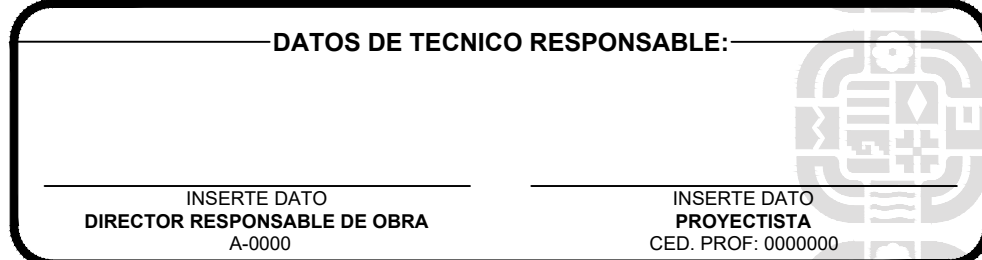 DATOS DE TECNICO RESPONSABLE:
INSERTE DATO
DIRECTOR RESPONSABLE DE OBRA
A-0000
INSERTE DATO
PROYECTISTA
CED. PROF: 0000000